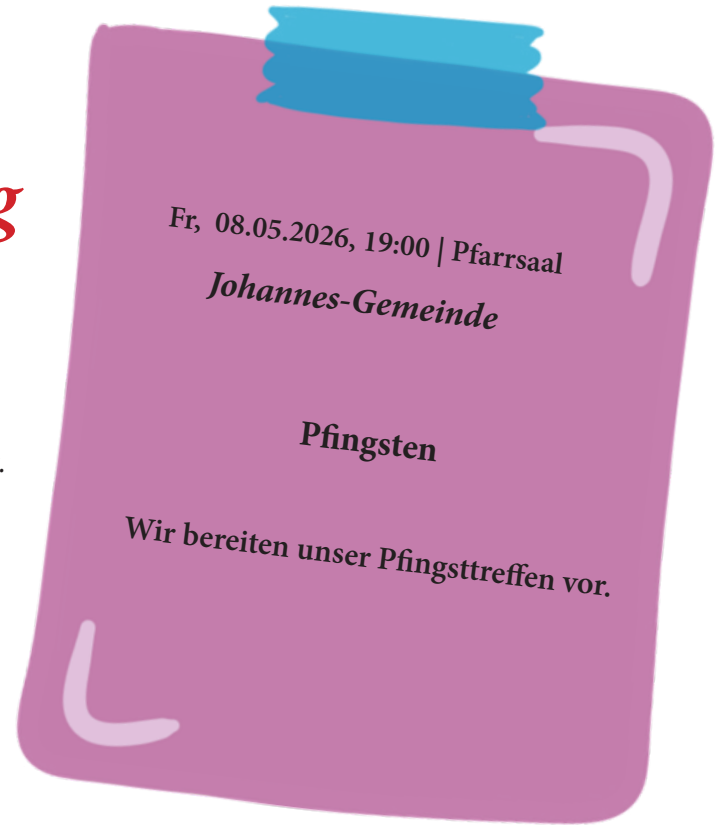 g
Fr, 08.05.2026, 19:00 | Pfarrsaal
Johannes-Gemeinde
Pfingsten
.
Wir bereiten unser Pfingsttreffen vor.